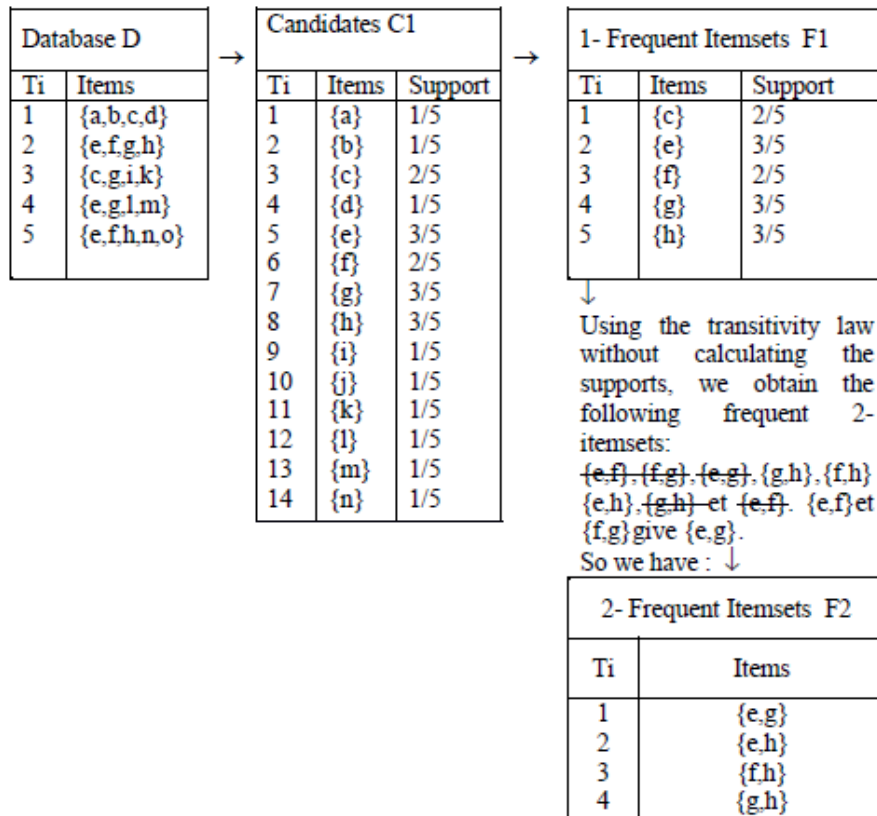 Database D
Ti Items
1 {a,b,c,d}
2 {e,f,g,h}
3 {c,g,i,k}
4 {e,g,l,m}
5 {e,f,h,n,o}
→
Candidates C1
Ti Items Support
1 {a} 1/5
2 {b} 1/5
3 {c} 2/5
4 {d} 1/5
5 {e} 3/5
6 {f} 2/5
7 {g} 3/5
8 {h} 3/5
9 {i} 1/5
10 {j} 1/5
11 {k} 1/5
12 {l} 1/5
13 {m} 1/5
14 {n} 1/5
→
1- Frequent Itemsets F1
Ti Items Support
1 {c} 2/5
2 {e} 3/5
3 {f} 2/5
4 {g} 3/5
5 {h} 3/5
↓
Using the transitivity law
without calculating the
supports, we obtain the
following frequent 2-
itemsets:
{e,f},{f,g},{e,g},{g,h},{f,h}
{e,h},{g,h} et {e,f}. {e,f}et
{f,g}give {e,g}.
So we have : ↓
2- Frequent Itemsets F2
Ti Items
1 {e,g}
2 {e,h}
3 {f,h}
4 {g,h}